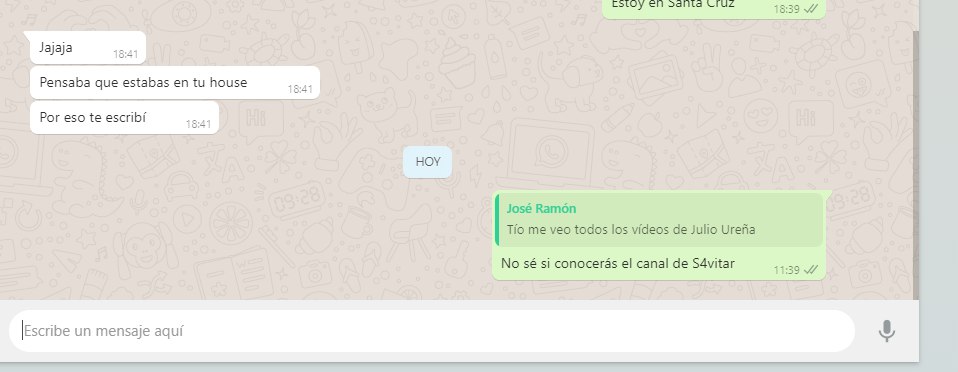 Estoy en Santa Cruz
18:39
Jajaja
18:41
Pensaba que estabas en tu house
18:41
Por eso te escribí
18:41
HOY
José Ramón
Tío me veo todos los vídeos de Julio Ureña
No sé si conocerás el canal de S4vitar
11:39
Escribe un mensaje aquí